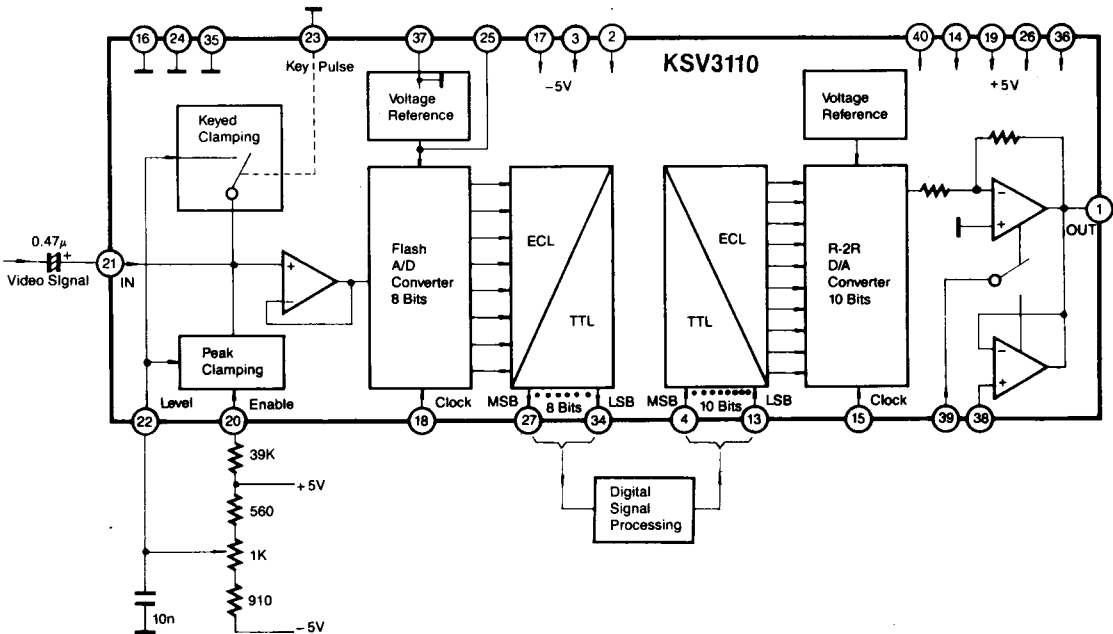 16 24 35 23 37 25 17 3 2 40 14 19 26 36
Key Pulse
-5V
KSV3110
+5V
Keyed
Clamping
Voltage
Reference
Voltage
Reference
0.47μ
+
Video Signal
21
IN
+
-
Flash
A/D
Converter
8 Bits
ECL
TTL
ECL
TTL
R-2R
D/A
Converter
10 Bits
-
+
1
OUT
-
+
Peak
Clamping
Level
Enable
Clock
MSB
8 Bits
LSB
MSB
10 Bits
LSB
Clock
22 20 18 27 34 4 13 15 39 38
39K
+5V
560
1K
910
-5V
10n
Digital
Signal
Processing